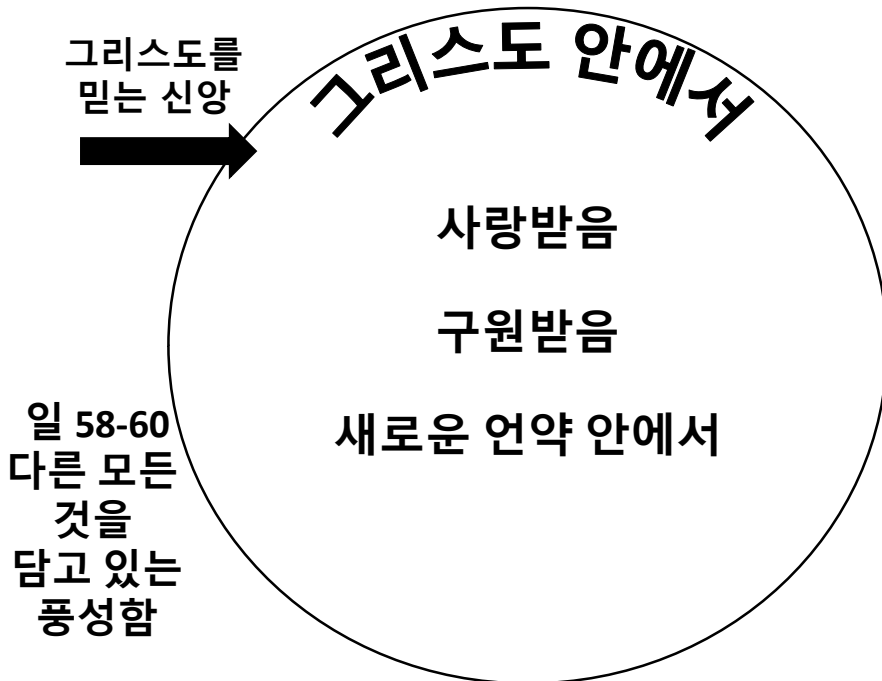 그리스도를
믿는 신앙
그리스도 안에서
사랑받음
구원받음
새로운 언약 안에서
일 58-60
다른 모든
것을
담고 있는
풍성함